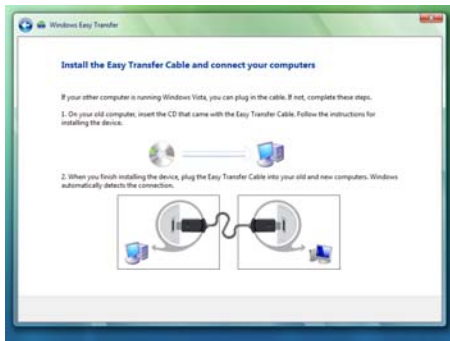 Windows Easy Transfer
Install the Easy Transfer Cable and connect your computers
If your other computer is running Windows Vista, you can plug in the cable. If not, complete these steps.
1. On your old computer, insert the CD that came with the Easy Transfer Cable. Follow the instructions for
installing the device.
2. When you finish installing the device, plug the Easy Transfer Cable into your old and new computers. Windows
automatically detects the connection.